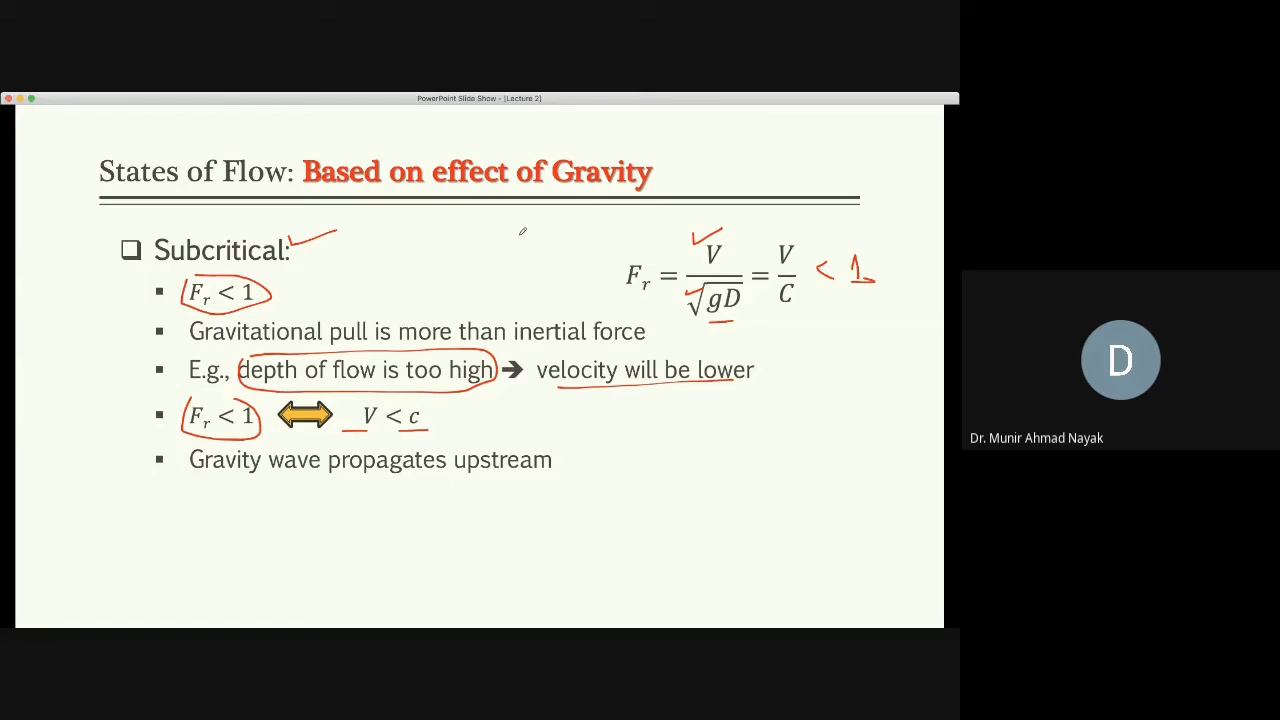 PowerPoint Slide Show - [Lecture 2]
States of Flow: Based on effect of Gravity
❑ Subcritical:
F_r = V/√(gD) = V/C < 1
▪ F_r < 1
▪ Gravitational pull is more than inertial force
▪ E.g., depth of flow is too high ➔ velocity will be lower
▪ F_r < 1 ⟺ V < c
▪ Gravity wave propagates upstream
D
Dr. Munir Ahmad Nayak